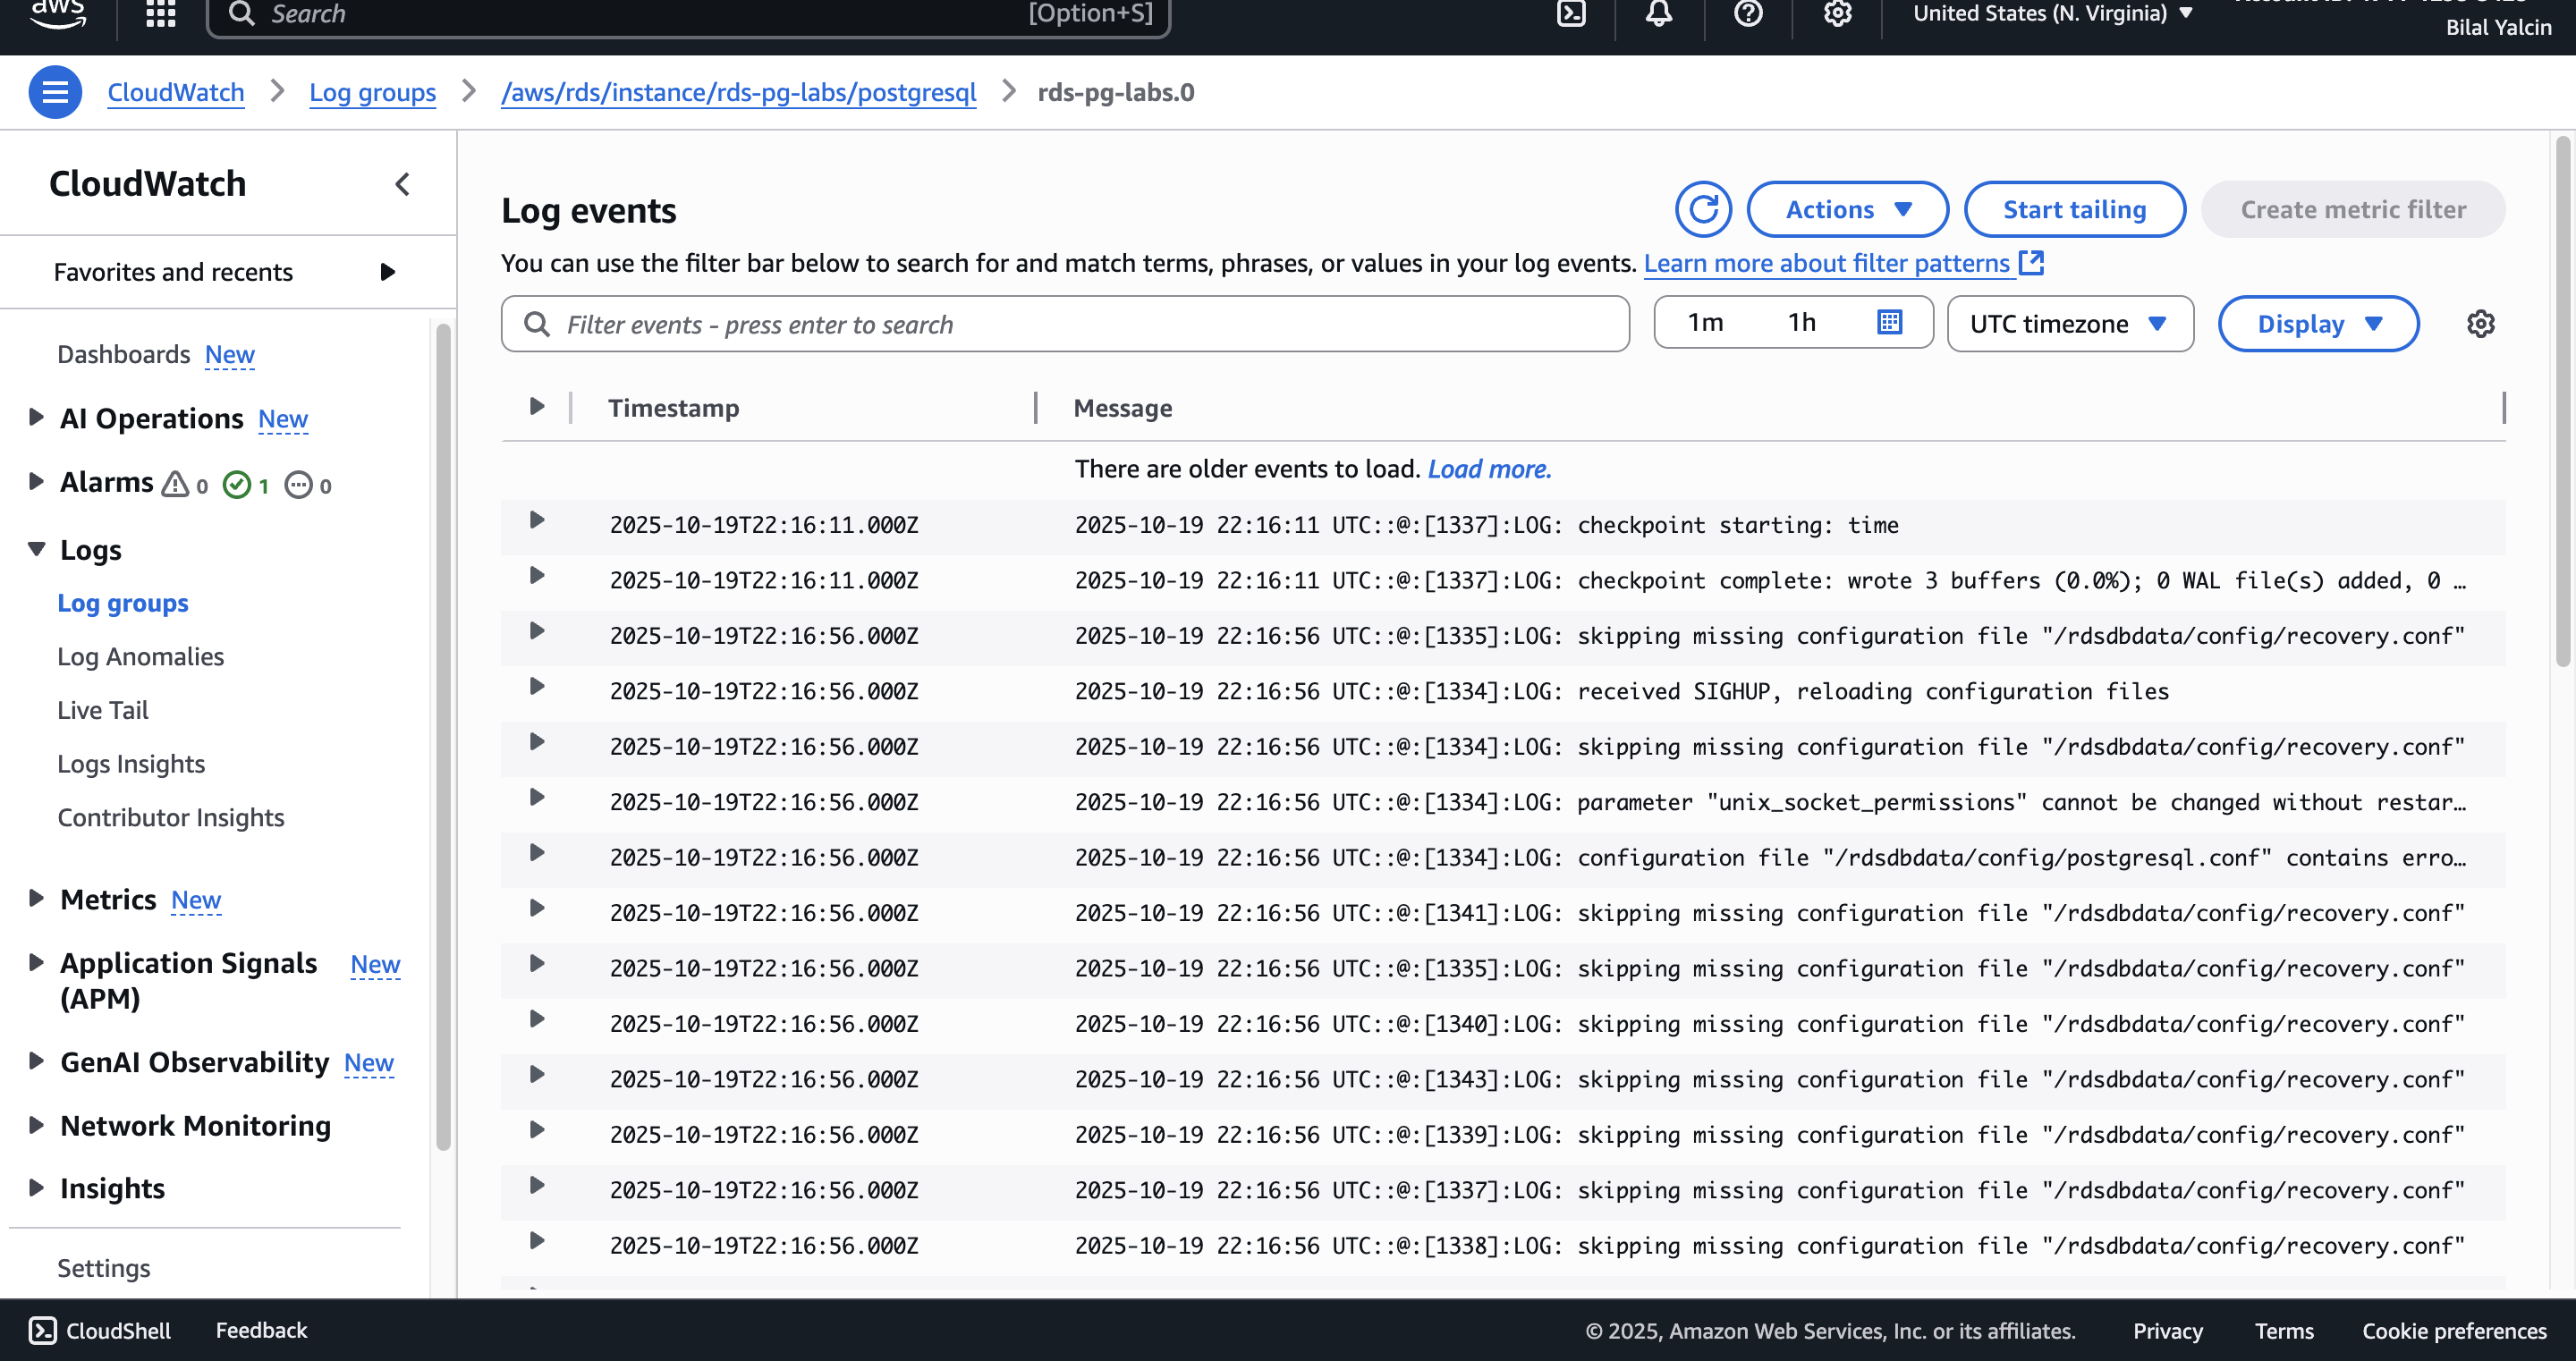 aws
Search [Option+S]
United States (N. Virginia)
Bilal Yalcin
CloudWatch > Log groups > /aws/rds/instance/rds-pg-labs/postgresql > rds-pg-labs.0
CloudWatch
Favorites and recents
Dashboards New
AI Operations New
Alarms 0 1 0
Logs
Log groups
Log Anomalies
Live Tail
Logs Insights
Contributor Insights
Metrics New
Application Signals New
(APM)
GenAI Observability New
Network Monitoring
Insights
Settings
Log events
Actions
Start tailing
Create metric filter
You can use the filter bar below to search for and match terms, phrases, or values in your log events. Learn more about filter patterns
Filter events - press enter to search
1m 1h
UTC timezone
Display
Timestamp Message
There are older events to load. Load more.
2025-10-19T22:16:11.000Z 2025-10-19 22:16:11 UTC::@:[1337]:LOG: checkpoint starting: time
2025-10-19T22:16:11.000Z 2025-10-19 22:16:11 UTC::@:[1337]:LOG: checkpoint complete: wrote 3 buffers (0.0%); 0 WAL file(s) added, 0 …
2025-10-19T22:16:56.000Z 2025-10-19 22:16:56 UTC::@:[1335]:LOG: skipping missing configuration file "/rdsdbdata/config/recovery.conf"
2025-10-19T22:16:56.000Z 2025-10-19 22:16:56 UTC::@:[1334]:LOG: received SIGHUP, reloading configuration files
2025-10-19T22:16:56.000Z 2025-10-19 22:16:56 UTC::@:[1334]:LOG: skipping missing configuration file "/rdsdbdata/config/recovery.conf"
2025-10-19T22:16:56.000Z 2025-10-19 22:16:56 UTC::@:[1334]:LOG: parameter "unix_socket_permissions" cannot be changed without restar…
2025-10-19T22:16:56.000Z 2025-10-19 22:16:56 UTC::@:[1334]:LOG: configuration file "/rdsdbdata/config/postgresql.conf" contains erro…
2025-10-19T22:16:56.000Z 2025-10-19 22:16:56 UTC::@:[1341]:LOG: skipping missing configuration file "/rdsdbdata/config/recovery.conf"
2025-10-19T22:16:56.000Z 2025-10-19 22:16:56 UTC::@:[1335]:LOG: skipping missing configuration file "/rdsdbdata/config/recovery.conf"
2025-10-19T22:16:56.000Z 2025-10-19 22:16:56 UTC::@:[1340]:LOG: skipping missing configuration file "/rdsdbdata/config/recovery.conf"
2025-10-19T22:16:56.000Z 2025-10-19 22:16:56 UTC::@:[1343]:LOG: skipping missing configuration file "/rdsdbdata/config/recovery.conf"
2025-10-19T22:16:56.000Z 2025-10-19 22:16:56 UTC::@:[1339]:LOG: skipping missing configuration file "/rdsdbdata/config/recovery.conf"
2025-10-19T22:16:56.000Z 2025-10-19 22:16:56 UTC::@:[1337]:LOG: skipping missing configuration file "/rdsdbdata/config/recovery.conf"
2025-10-19T22:16:56.000Z 2025-10-19 22:16:56 UTC::@:[1338]:LOG: skipping missing configuration file "/rdsdbdata/config/recovery.conf"
CloudShell Feedback © 2025, Amazon Web Services, Inc. or its affiliates. Privacy Terms Cookie preferences